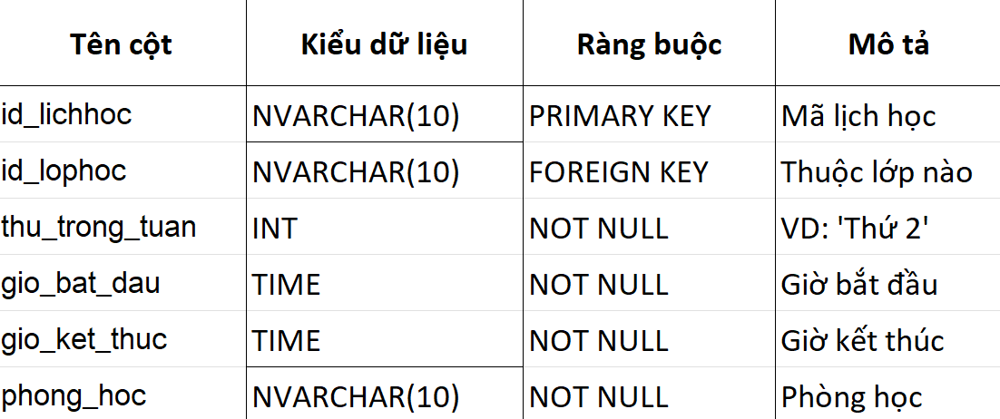 Tên cột Kiểu dữ liệu Ràng buộc Mô tả
id_lichhoc NVARCHAR(10) PRIMARY KEY Mã lịch học
id_lophoc NVARCHAR(10) FOREIGN KEY Thuộc lớp nào
thu_trong_tuan INT NOT NULL VD: 'Thứ 2'
gio_bat_dau TIME NOT NULL Giờ bắt đầu
gio_ket_thuc TIME NOT NULL Giờ kết thúc
phong_hoc NVARCHAR(10) NOT NULL Phòng học